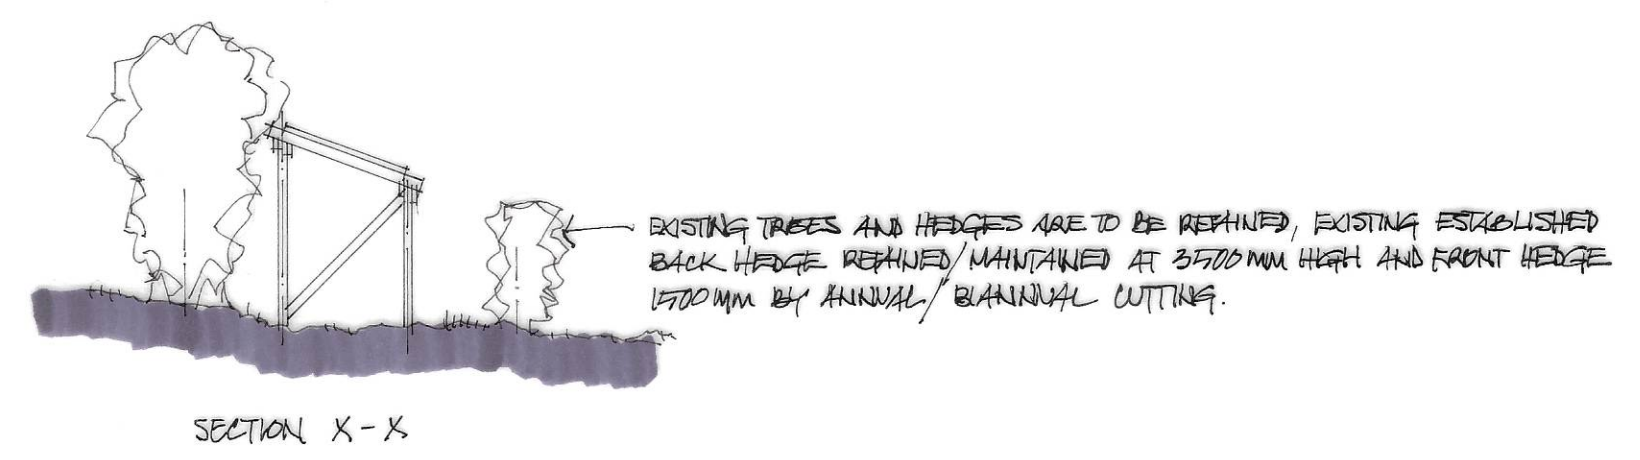 EXISTING TREES AND HEDGES ARE TO BE RETAINED, EXISTING ESTABLISHED
BACK HEDGE RETAINED/MAINTAINED AT 3500MM HIGH AND FRONT HEDGE
1500MM BY ANNUAL/BIANNUAL CUTTING.
SECTION X-X